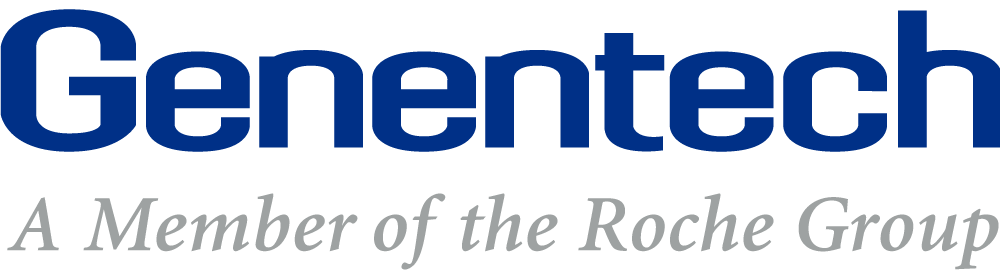 Genentech
A Member of the Roche Group